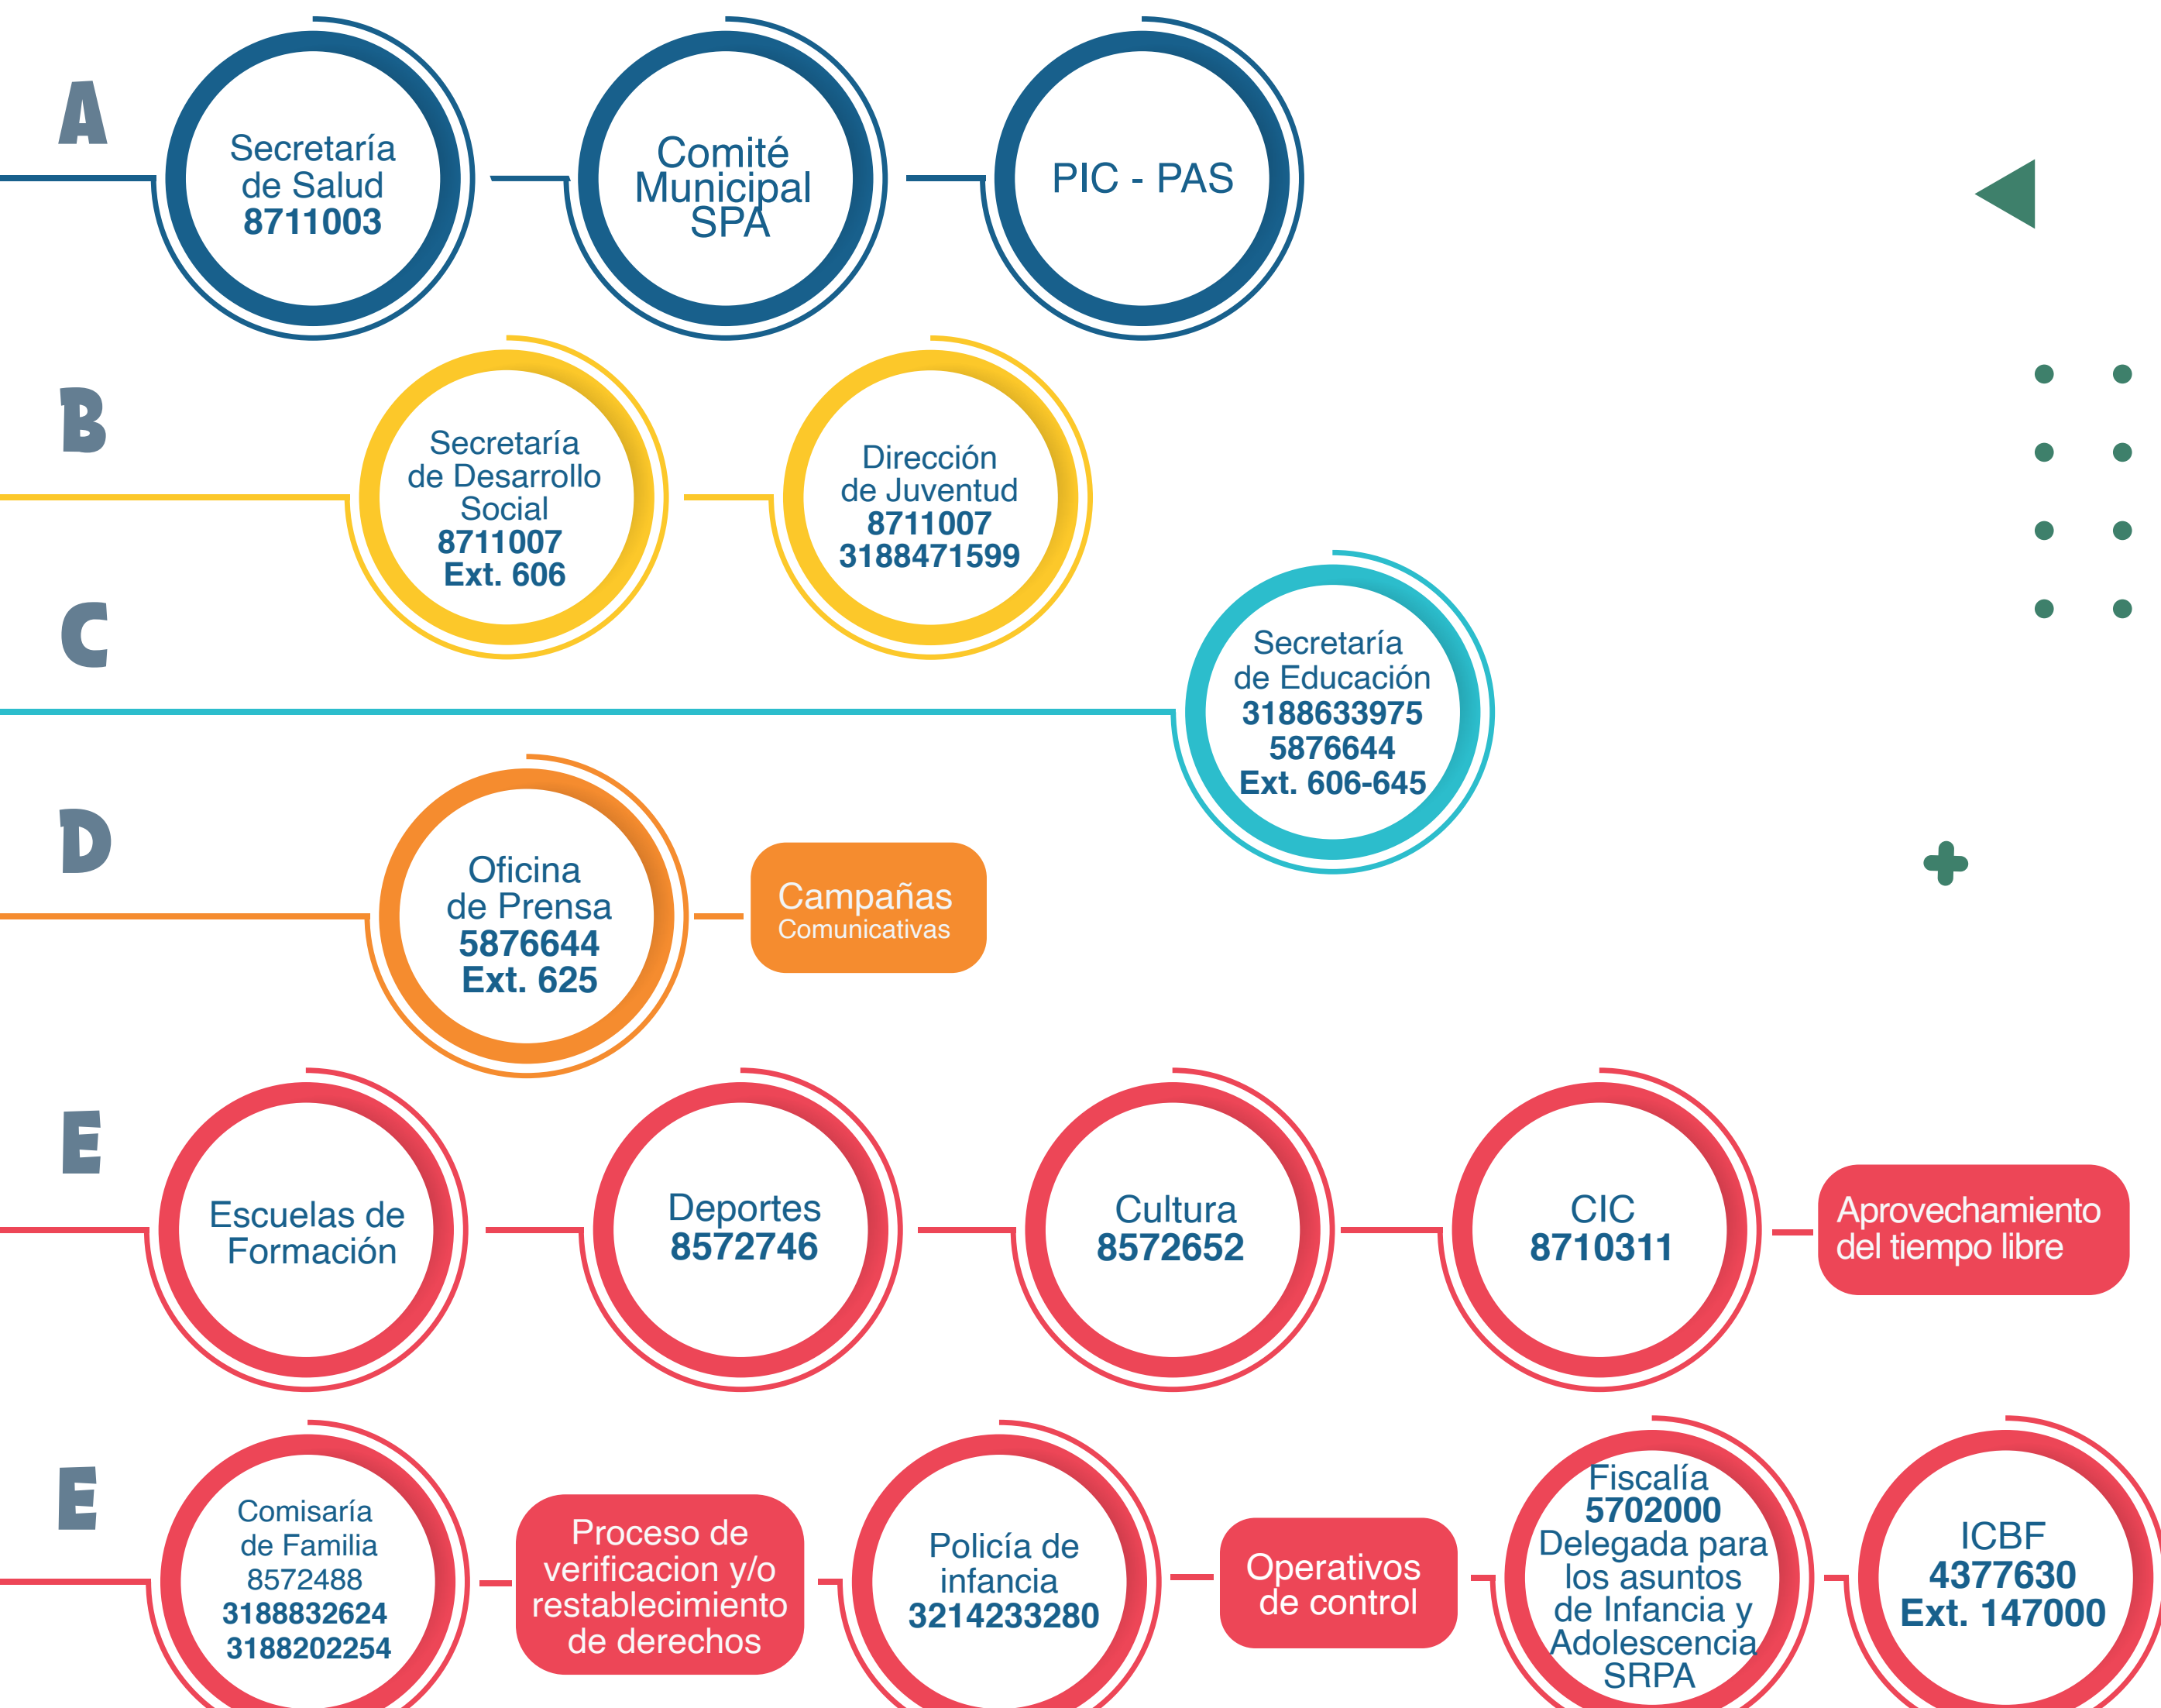 A
Secretaría
de Salud
8711003
Comité
Municipal
SPA
PIC - PAS
B
Secretaría
de Desarrollo
Social
8711007
Ext. 606
Dirección
de Juventud
8711007
3188471599
C
Secretaría
de Educación
3188633975
5876644
Ext. 606-645
D
Oficina
de Prensa
5876644
Ext. 625
Campañas
Comunicativas
E
Escuelas de
Formación
Deportes
8572746
Cultura
8572652
CIC
8710311
Aprovechamiento
del tiempo libre
E
Comisaría
de Familia
8572488
3188832624
3188202254
Proceso de
verificacion y/o
restablecimiento
de derechos
Policía de
infancia
3214233280
Operativos
de control
Fiscalía
5702000
Delegada para
los asuntos
de Infancia y
Adolescencia
SRPA
ICBF
4377630
Ext. 147000